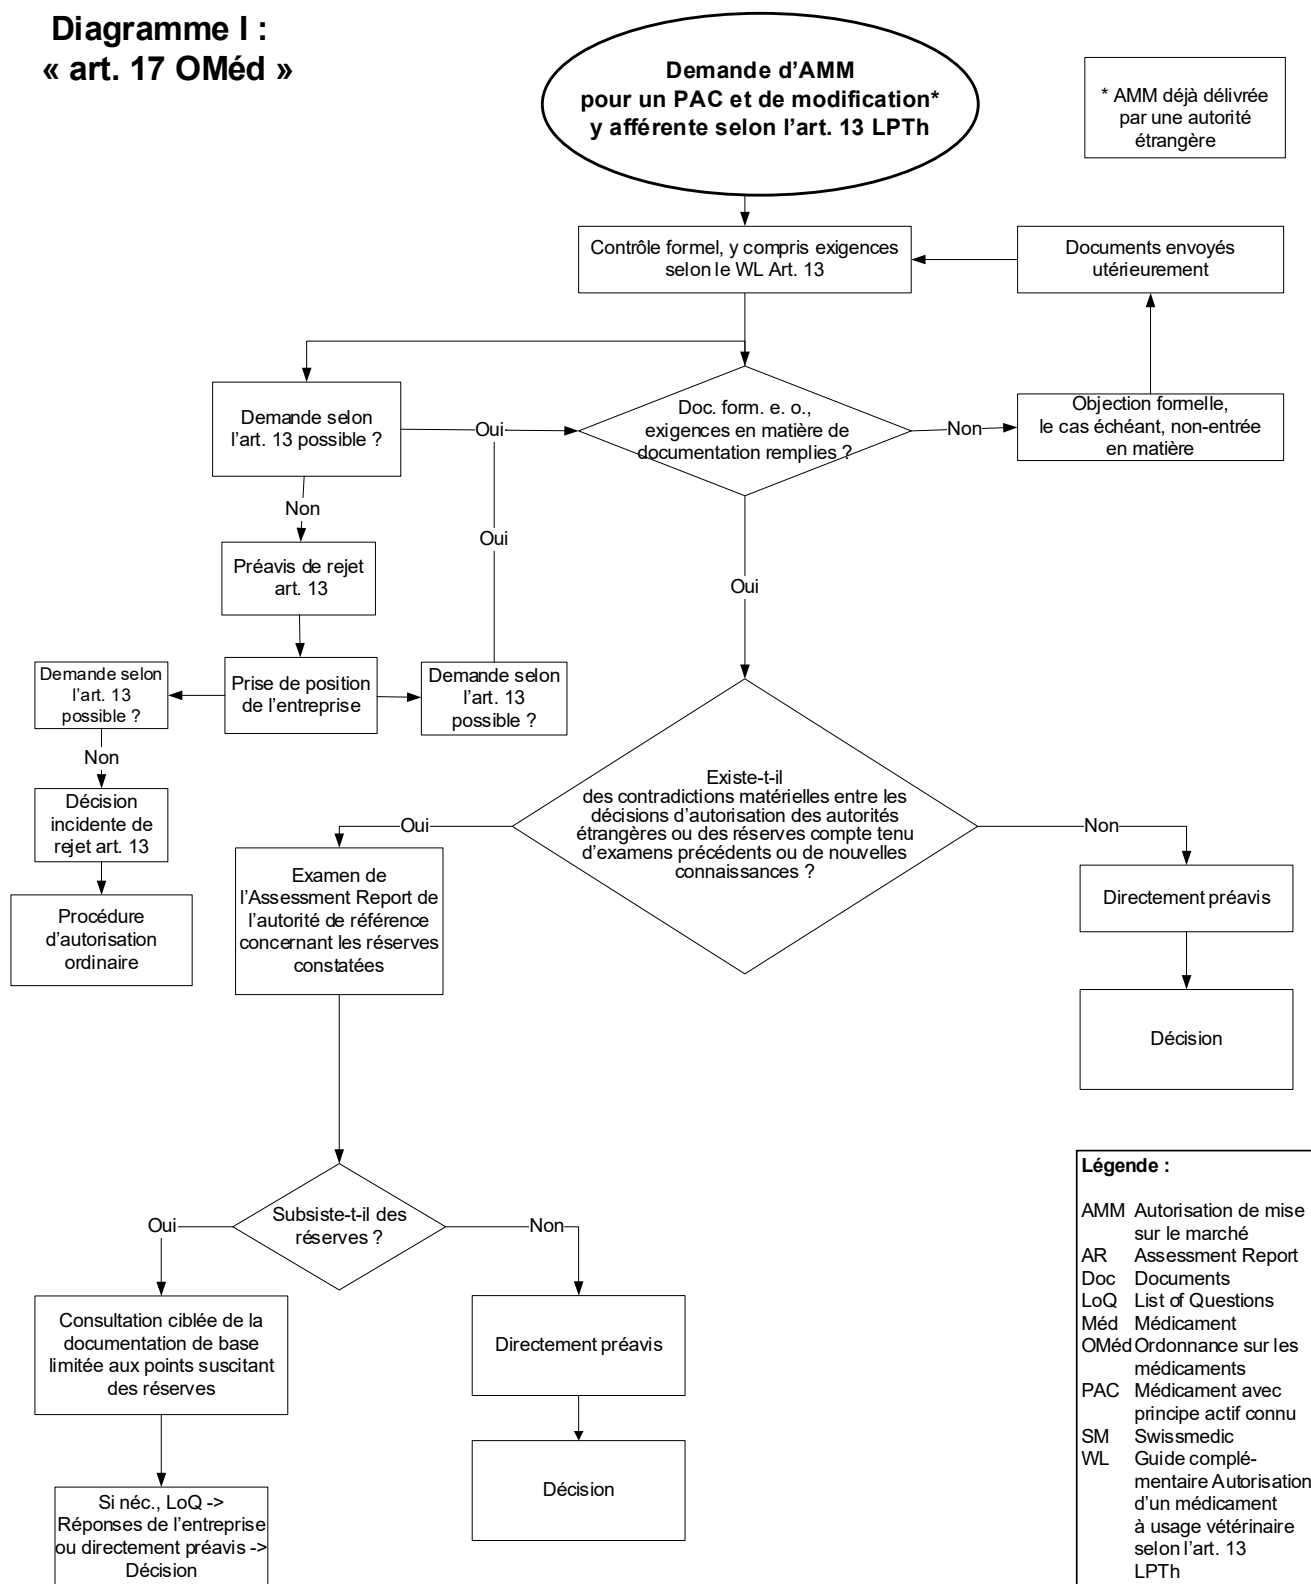 Diagramme I :
« art. 17 OMéd »
Demande d’AMM
pour un PAC et de modification*
y afférente selon l’art. 13 LPTh
* AMM déjà délivrée
par une autorité
étrangère
Contrôle formel, y compris exigences
selon le WL Art. 13
Documents envoyés
utérieurement
Demande selon
l’art. 13 possible ?
Oui
Doc. form. e. o.,
exigences en matière de
documentation remplies ?
Non
Objection formelle,
le cas échéant, non-entrée
en matière
Non
Oui
Préavis de rejet
art. 13
Oui
Demande selon
l’art. 13
possible ?
Prise de position
de l’entreprise
Demande selon
l’art. 13
possible ?
Non
Décision
incidente de
rejet art. 13
Procédure
d’autorisation
ordinaire
Existe-t-il
des contradictions matérielles entre les
décisions d’autorisation des autorités
étrangères ou des réserves compte tenu
d’examens précédents ou de nouvelles
connaissances ?
Oui
Non
Examen de
l’Assessment Report de
l’autorité de référence
concernant les réserves
constatées
Directement préavis
Décision
Subsiste-t-il des
réserves ?
Oui
Non
Consultation ciblée de la
documentation de base
limitée aux points suscitant
des réserves
Directement préavis
Si néc., LoQ ->
Réponses de l’entreprise
ou directement préavis ->
Décision
Décision
Légende :
AMM Autorisation de mise
sur le marché
AR Assessment Report
Doc Documents
LoQ List of Questions
Méd Médicament
OMéd Ordonnance sur les
médicaments
PAC Médicament avec
principe actif connu
SM Swissmedic
WL Guide complé-
mentaire Autorisation
d’un médicament
à usage vétérinaire
selon l’art. 13
LPTh